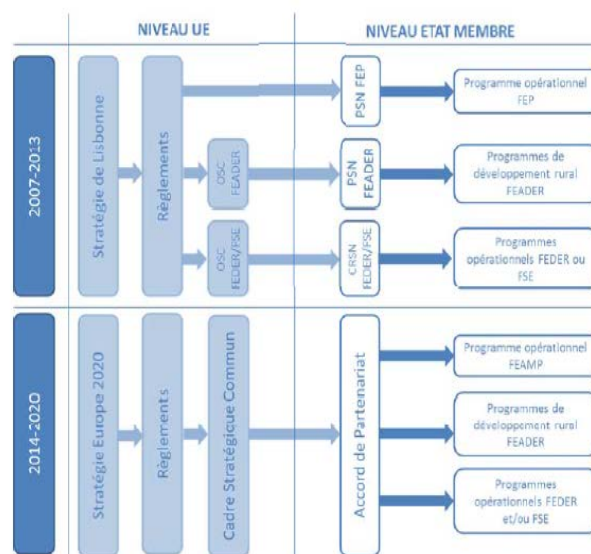 NIVEAU UE
NIVEAU ETAT MEMBRE
2007-2013
Stratégie de Lisbonne
Règlements
OSC
FEADER
OSC
FEDER/FSE
PSN FEP
PSN
FEADER
CRSN
FEDER/FSE
Programme opérationnel
FEP
Programmes de
développement rural
FEADER
Programmes
opérationnels FEDER ou
FSE
2014-2020
Stratégie Europe 2020
Règlements
Cadre Stratégique Commun
Accord de Partenariat
Programme opérationnel
FEAMP
Programmes de
développement rural
FEADER
Programmes
opérationnels FEDER
et/ou FSE